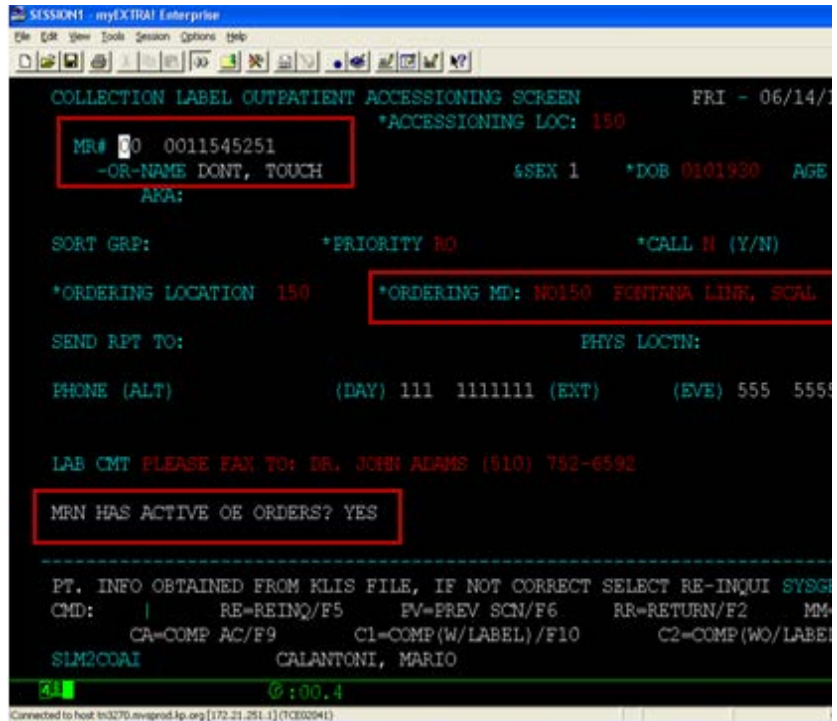 SESSION1 - myEXTRA! Enterprise
File Edit View Tools Session Options Help
COLLECTION LABEL OUTPATIENT ACCESSIONING SCREEN FRI - 06/14/1
*ACCESSIONING LOC: 150
MR# 00 0011545251
-OR-NAME DONT, TOUCH &SEX 1 *DOB 0101930 AGE
AKA:
SORT GRP: *PRIORITY RO *CALL N (Y/N)
*ORDERING LOCATION 150 *ORDERING MD: NO150 FONTANA LINK, SCAL
SEND RPT TO: PHYS LOCTN:
PHONE (ALT) (DAY) 111 1111111 (EXT) (EVE) 555 5555
LAB CMT PLEASE FAX TO: DR. JOHN ADAMS (510) 752-6592
MRN HAS ACTIVE OE ORDERS? YES
PT. INFO OBTAINED FROM KLIS FILE, IF NOT CORRECT SELECT RE-INQUI SYSGE
CMD: RE=REINQ/F5 PV=PREV SCN/F6 RR=RETURN/F2 MM=
CA=COMP AC/F9 C1=COMP(W/LABEL)/F10 C2=COMP(WO/LABEL
SLM2COAI CALANTONI, MARIO
:00.4
Connected to host tn3270.mvsprod.kp.org [172.21.251.1] (TCE02041)